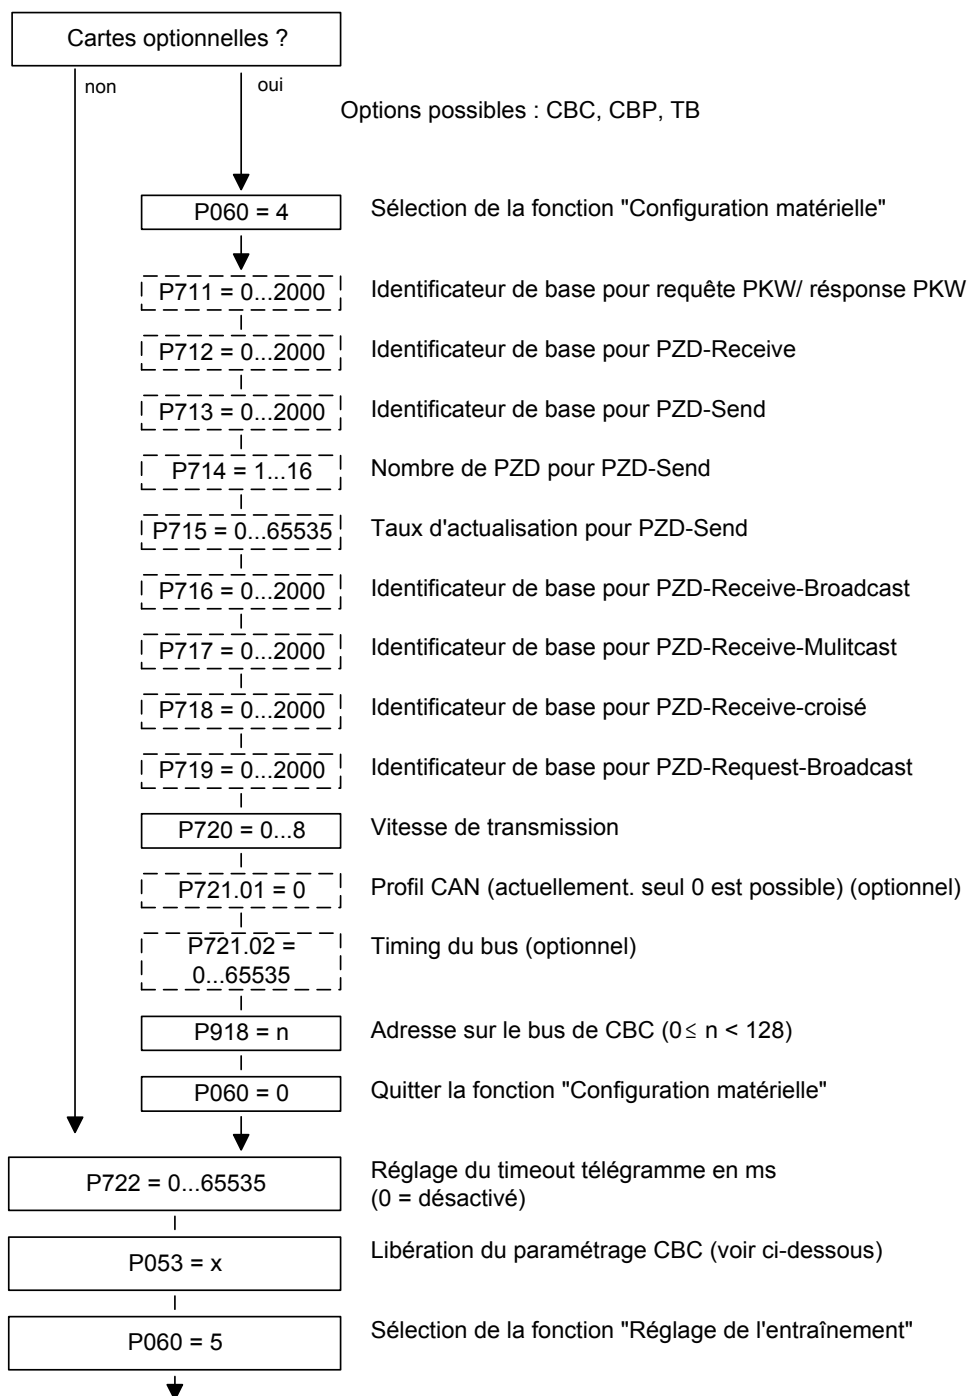 Cartes optionnelles ?
non
oui
Options possibles : CBC, CBP, TB
P060 = 4
Sélection de la fonction "Configuration matérielle"
P711 = 0...2000
Identificateur de base pour requête PKW/ résponse PKW
P712 = 0...2000
Identificateur de base pour PZD-Receive
P713 = 0...2000
Identificateur de base pour PZD-Send
P714 = 1...16
Nombre de PZD pour PZD-Send
P715 = 0...65535
Taux d'actualisation pour PZD-Send
P716 = 0...2000
Identificateur de base pour PZD-Receive-Broadcast
P717 = 0...2000
Identificateur de base pour PZD-Receive-Mulitcast
P718 = 0...2000
Identificateur de base pour PZD-Receive-croisé
P719 = 0...2000
Identificateur de base pour PZD-Request-Broadcast
P720 = 0...8
Vitesse de transmission
P721.01 = 0
Profil CAN (actuellement. seul 0 est possible) (optionnel)
P721.02 =
0...65535
Timing du bus (optionnel)
P918 = n
Adresse sur le bus de CBC (0≤ n < 128)
P060 = 0
Quitter la fonction "Configuration matérielle"
P722 = 0...65535
Réglage du timeout télégramme en ms
(0 = désactivé)
P053 = x
Libération du paramétrage CBC (voir ci-dessous)
P060 = 5
Sélection de la fonction "Réglage de l'entraînement"